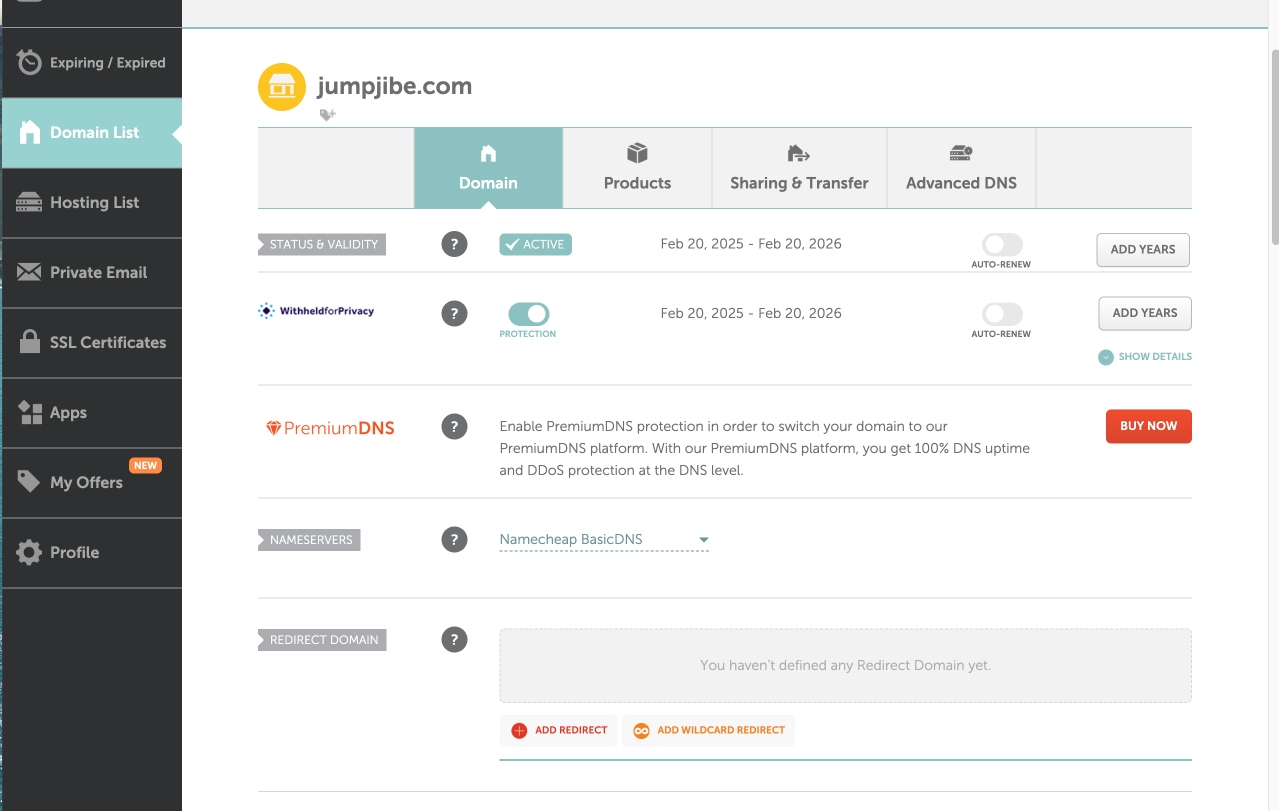 Expiring / Expired
Domain List
Hosting List
Private Email
SSL Certificates
Apps
NEW
My Offers
Profile
jumpjibe.com
Domain
Products
Sharing & Transfer
Advanced DNS
STATUS & VALIDITY
?
ACTIVE
Feb 20, 2025 - Feb 20, 2026
AUTO-RENEW
ADD YEARS
WithheldforPrivacy
?
PROTECTION
Feb 20, 2025 - Feb 20, 2026
AUTO-RENEW
ADD YEARS
SHOW DETAILS
PremiumDNS
?
Enable PremiumDNS protection in order to switch your domain to our
PremiumDNS platform. With our PremiumDNS platform, you get 100% DNS uptime
and DDoS protection at the DNS level.
BUY NOW
NAMESERVERS
?
Namecheap BasicDNS
REDIRECT DOMAIN
?
You haven't defined any Redirect Domain yet.
ADD REDIRECT
ADD WILDCARD REDIRECT